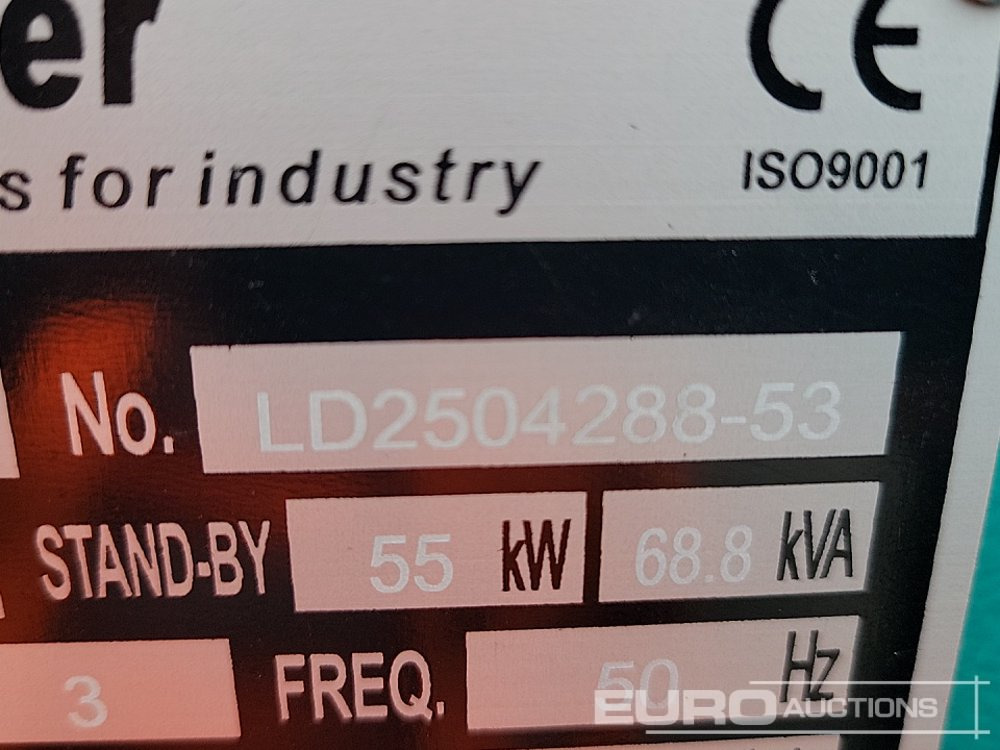 er CE
s for industry ISO9001
No. LD2504288-53
STAND-BY 55 kW 68.8 kVA
3 FREQ. 50 Hz
EURO AUCTIONS